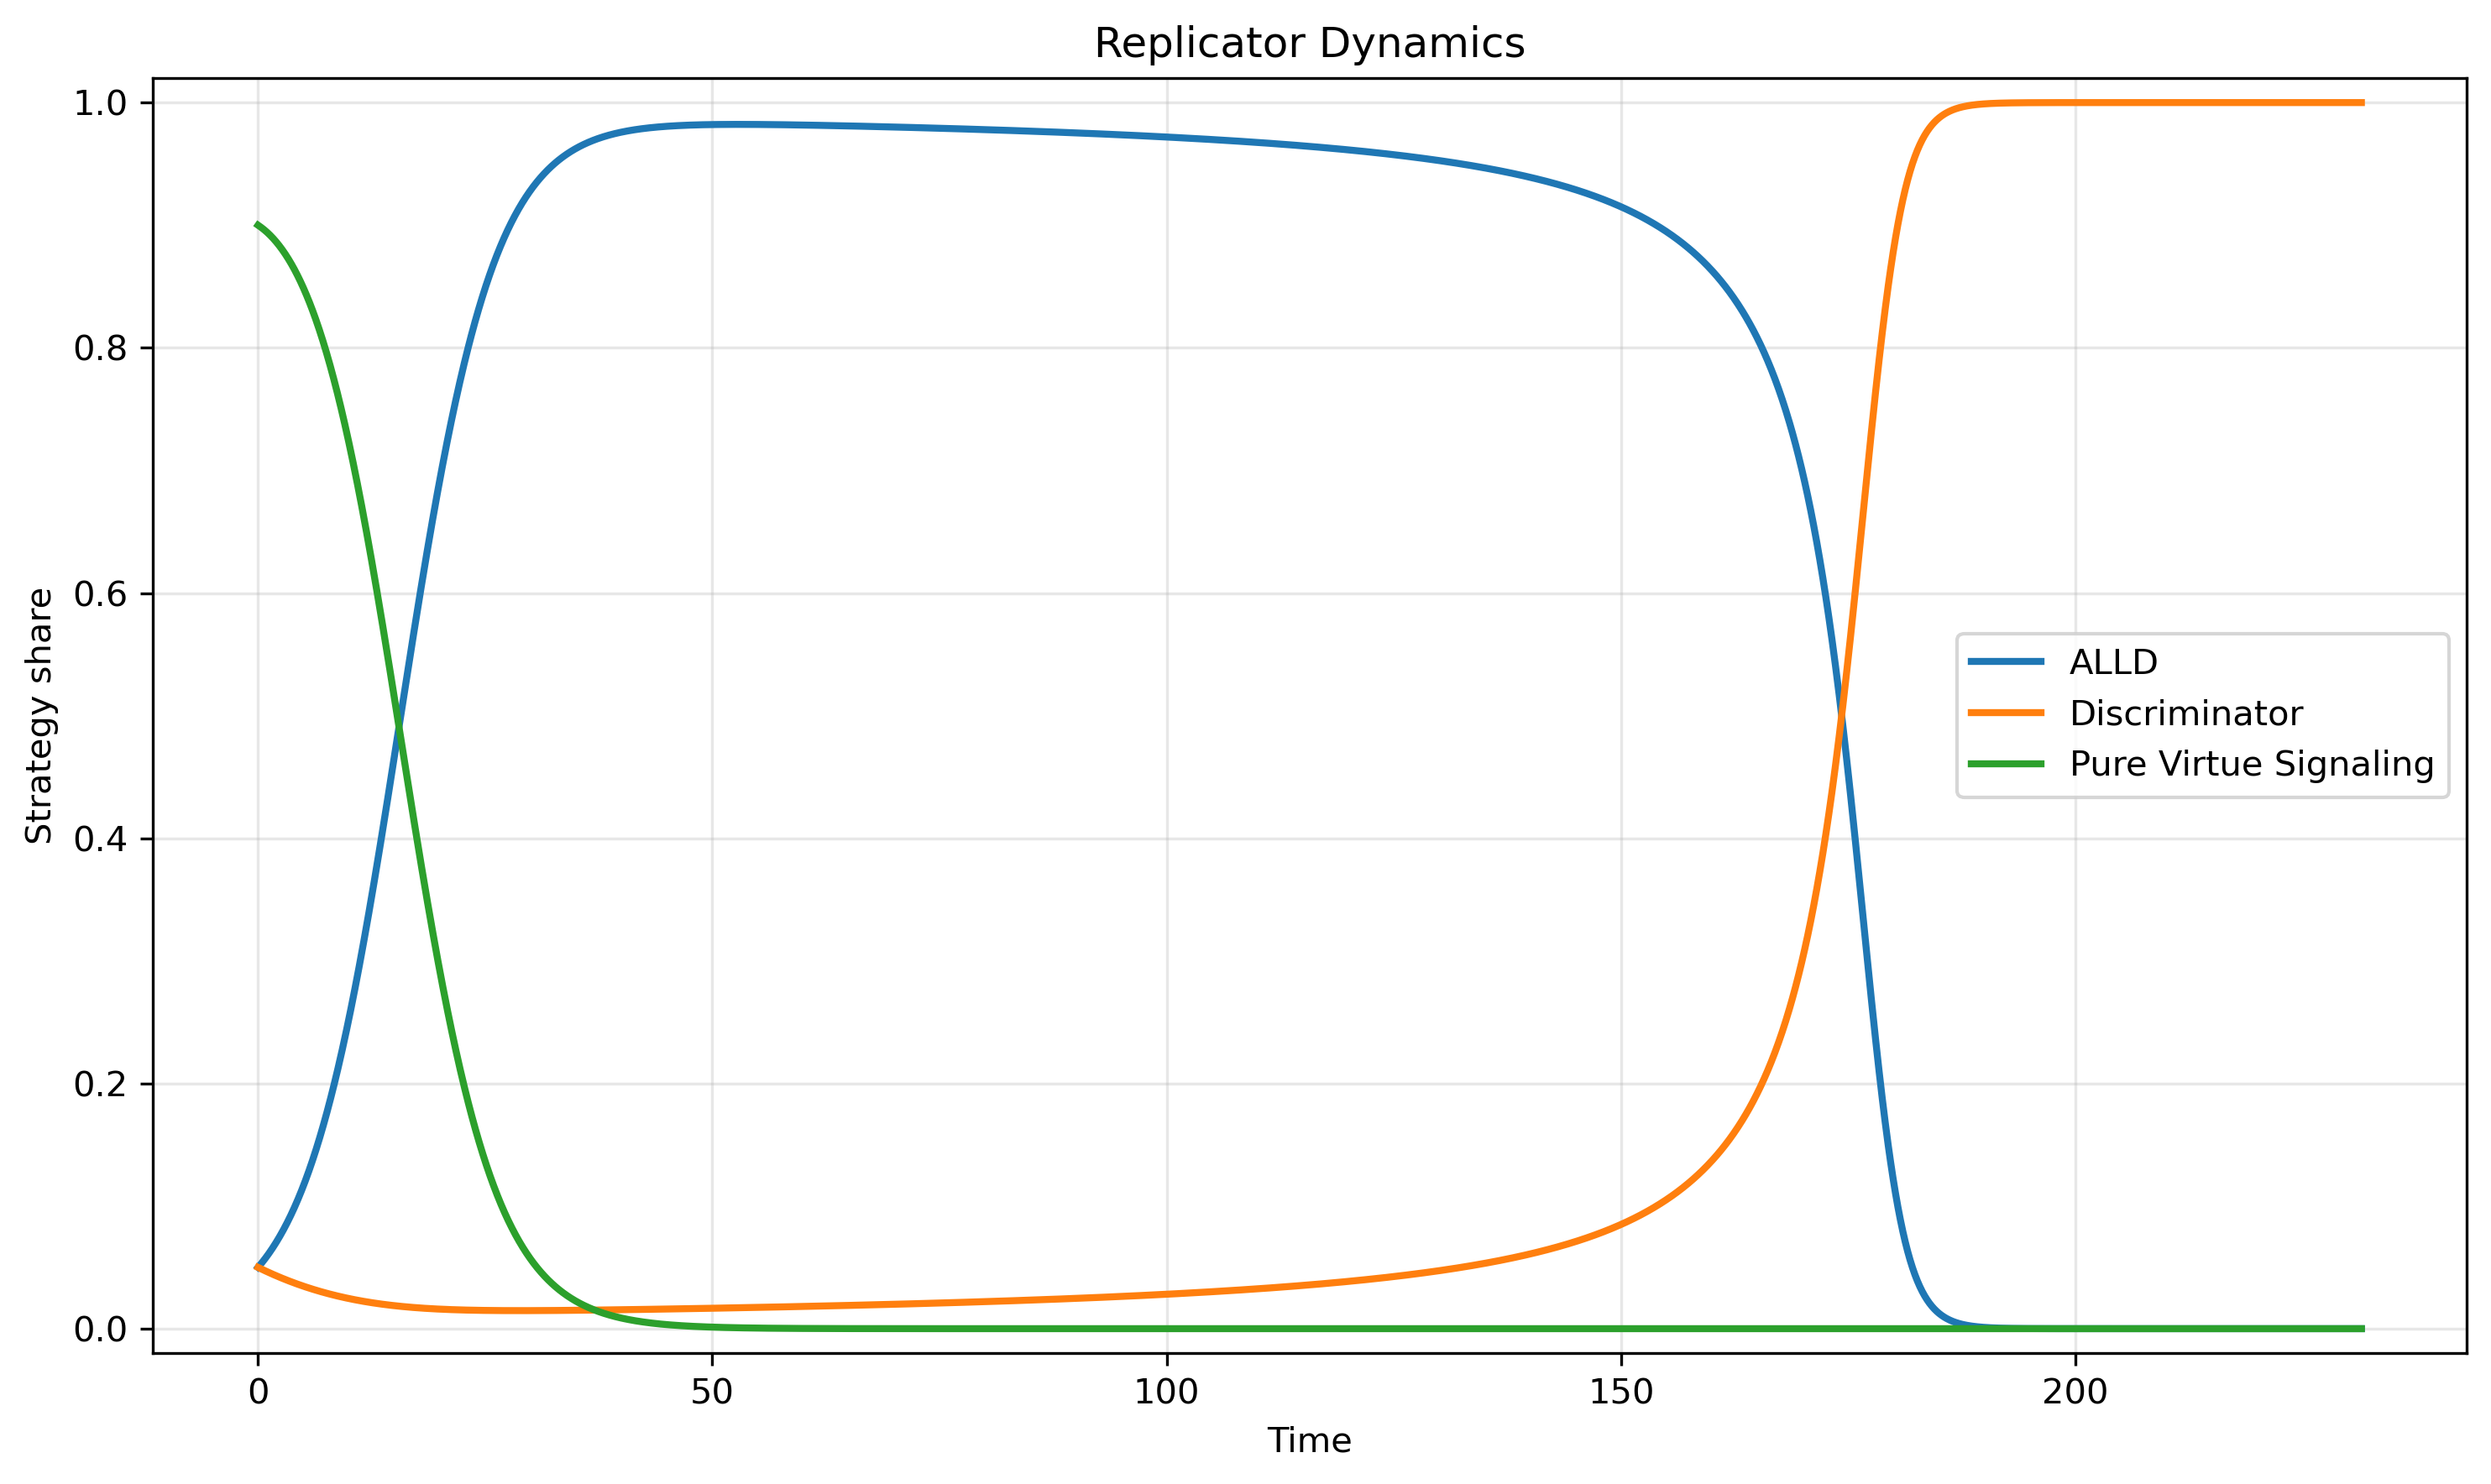 Replicator Dynamics
1.0
0.8
0.6
0.4
0.2
0.0
Strategy share
ALLD
Discriminator
Pure Virtue Signaling
0
50
100
150
200
Time